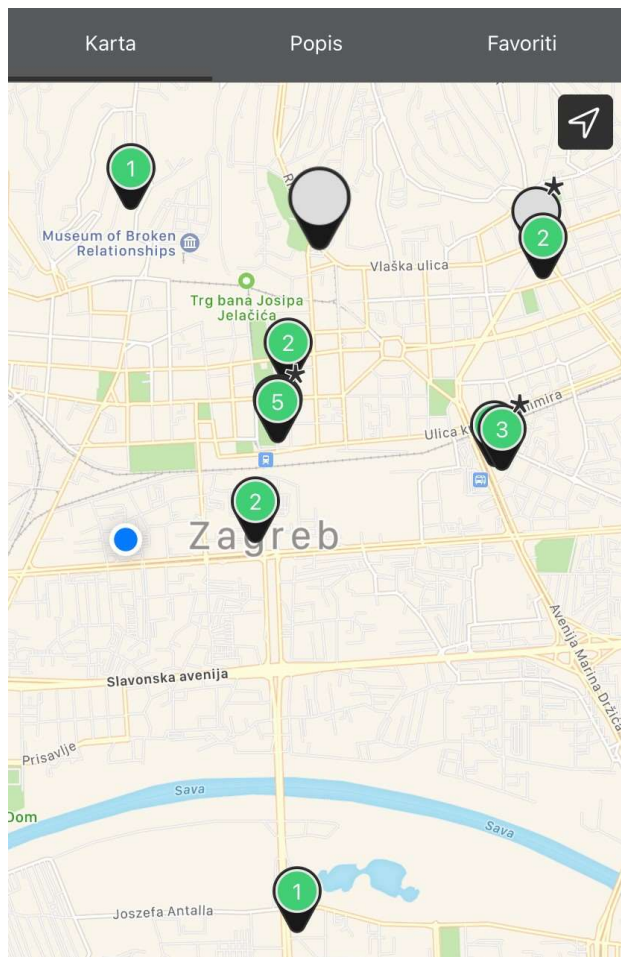 Karta
Popis
Favoriti
1
Museum of Broken
Relationships
2
Vlaška ulica
Trg bana Josipa
Jelačića
2
5
Ulica k
imira
3
2
Zagreb
Avenija Marina Držića
Slavonska avenija
Prisavlje
Sava
Dom
Sava
1
Joszefa Antalla